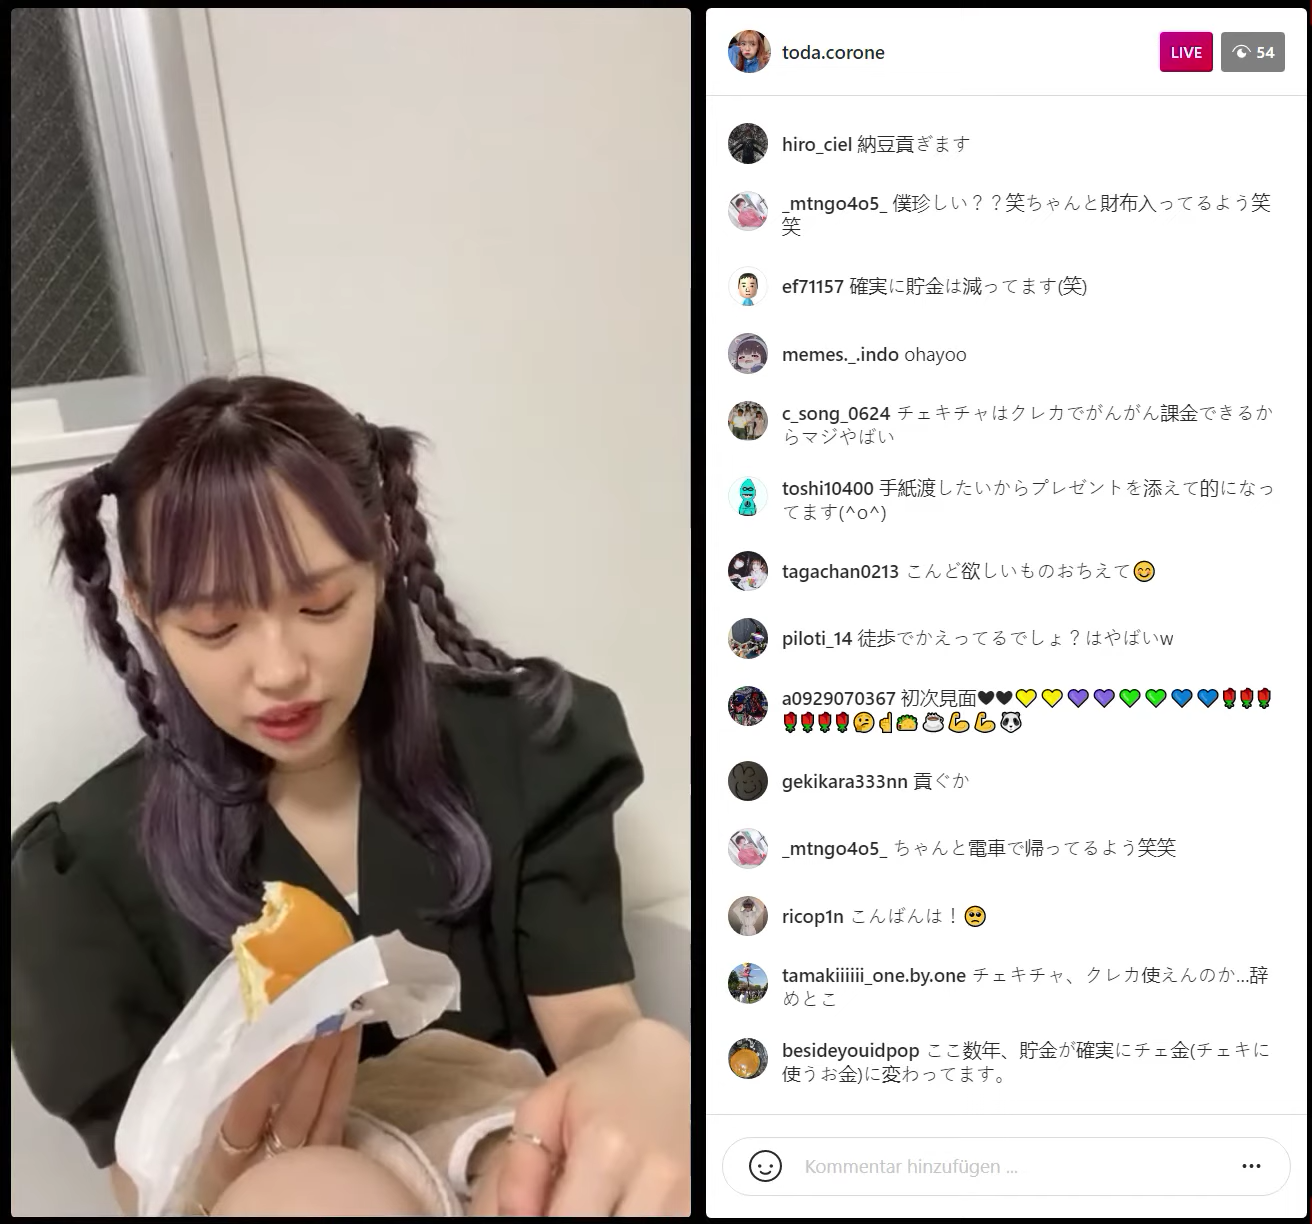 toda.corone
LIVE
54
hiro_ciel 納豆貢ぎます
_mtngo4o5_ 僕珍しい？？笑ちゃんと財布入ってるよう笑
笑
ef71157 確実に貯金は減ってます(笑)
memes._.indo ohayoo
c_song_0624 チェキチャはクレカでがんがん課金できるか
らマジやばい
toshi10400 手紙渡したいからプレゼントを添えて的になっ
てます(^o^)
tagachan0213 こんど欲しいものおちえて😊
piloti_14 徒歩でかえってるでしょ？はやばいw
a0929070367 初次見面🖤🖤💛💛💜💜💚💚💙💙🌹🌹
🌹🌹🌹🌹🤔☝🌮☕💪💪🐼
gekikara333nn 貢ぐか
_mtngo4o5_ ちゃんと電車で帰ってるよう笑笑
ricop1n こんばんは！🥺
tamakiiiiii_one.by.one チェキチャ、クレカ使えんのか...辞
めとこ
besideyouidpop ここ数年、貯金が確実にチェ金(チェキに
使うお金)に変わってます。
Kommentar hinzufügen ...